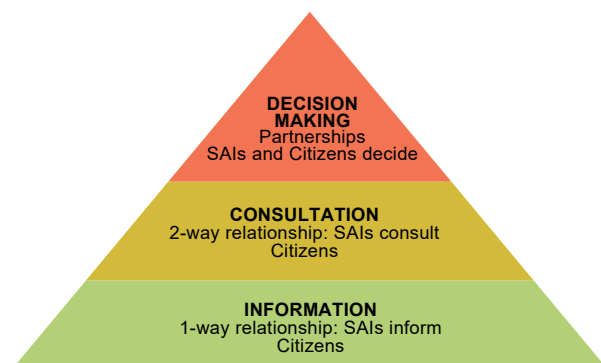 DECISION
MAKING
Partnerships
SAIs and Citizens decide
CONSULTATION
2-way relationship: SAIs consult
Citizens
INFORMATION
1-way relationship: SAIs inform
Citizens